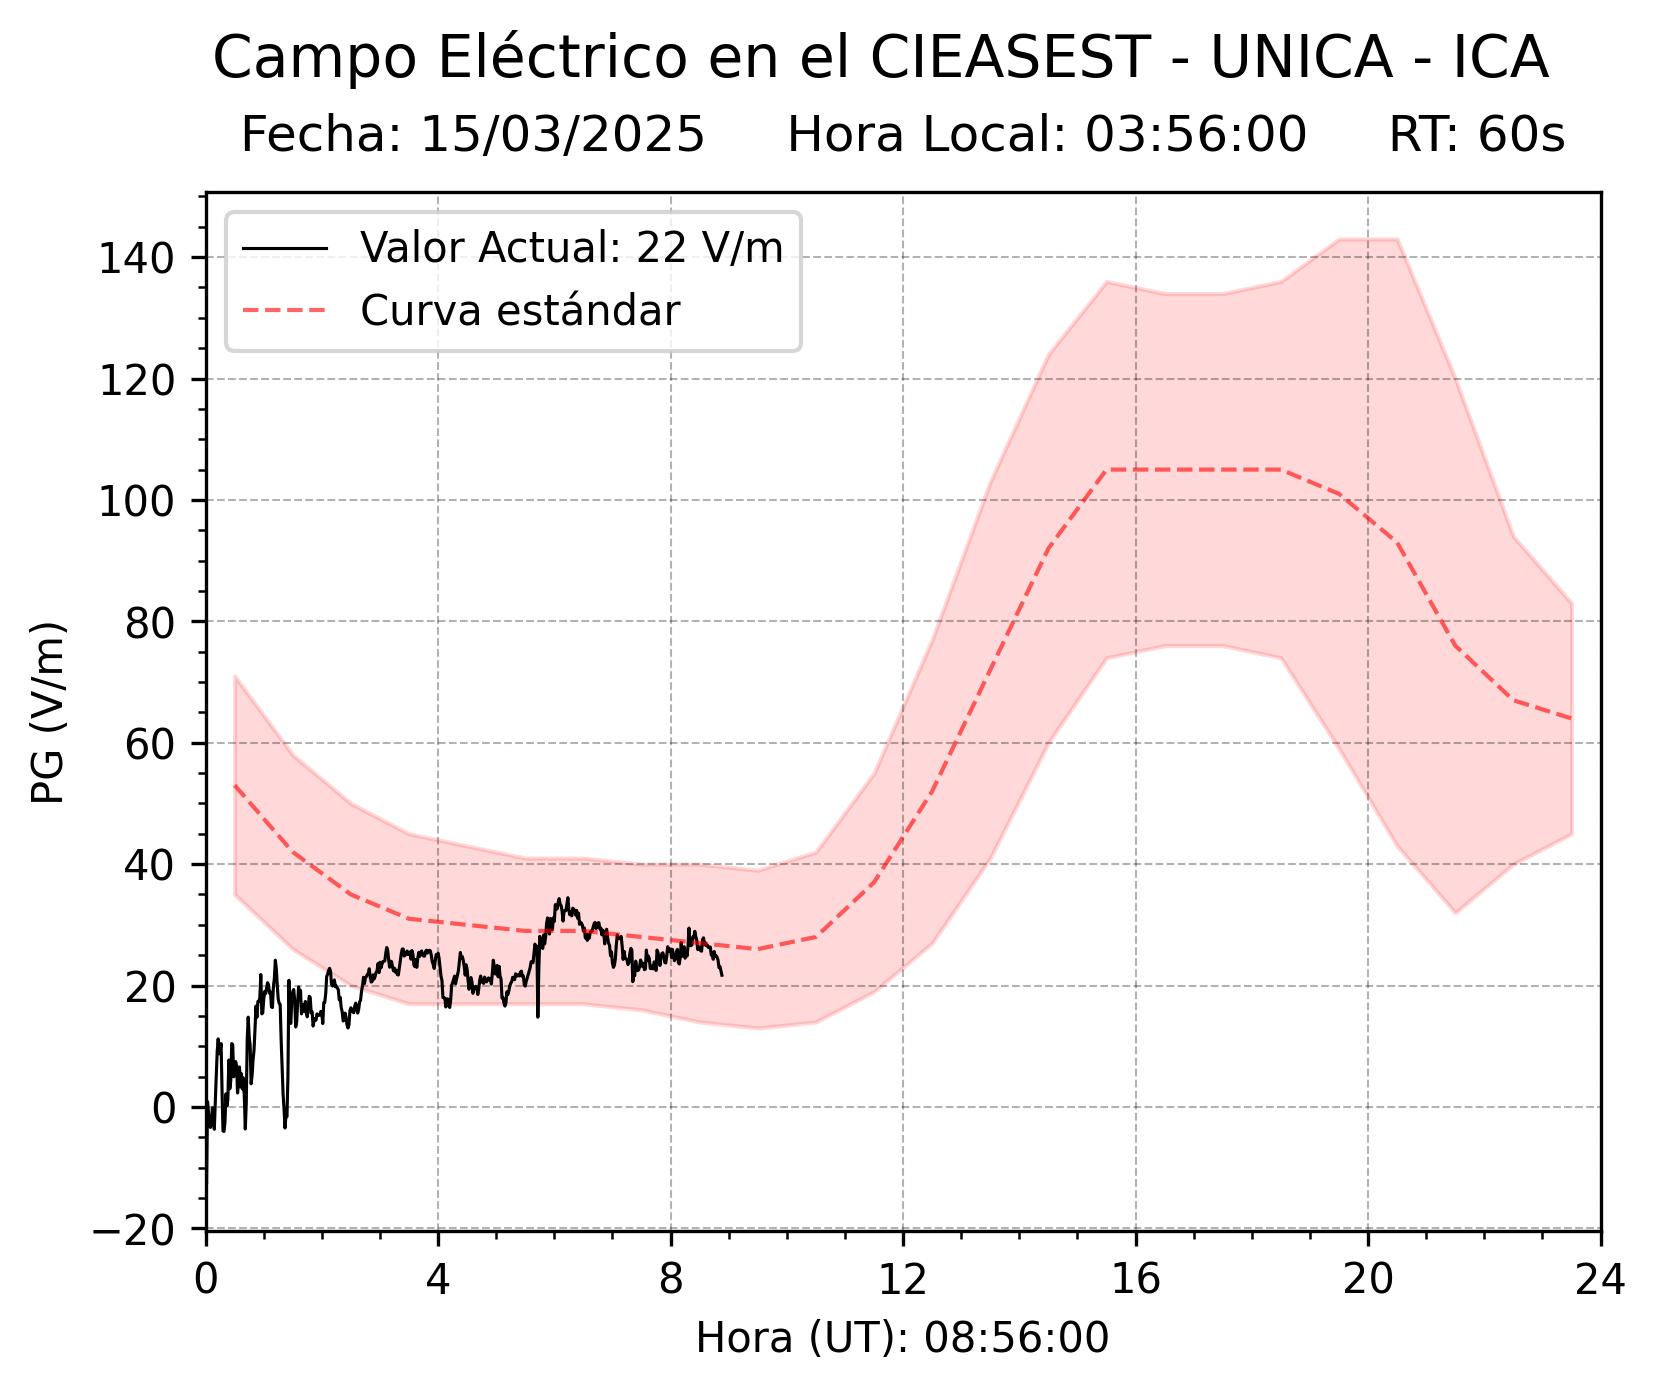 Campo Eléctrico en el CIEASEST - UNICA - ICA
Fecha: 15/03/2025 Hora Local: 03:56:00 RT: 60s
Valor Actual: 22 V/m
Curva estándar
PG (V/m)
140
120
100
80
60
40
20
0
−20
0 4 8 12 16 20 24
Hora (UT): 08:56:00